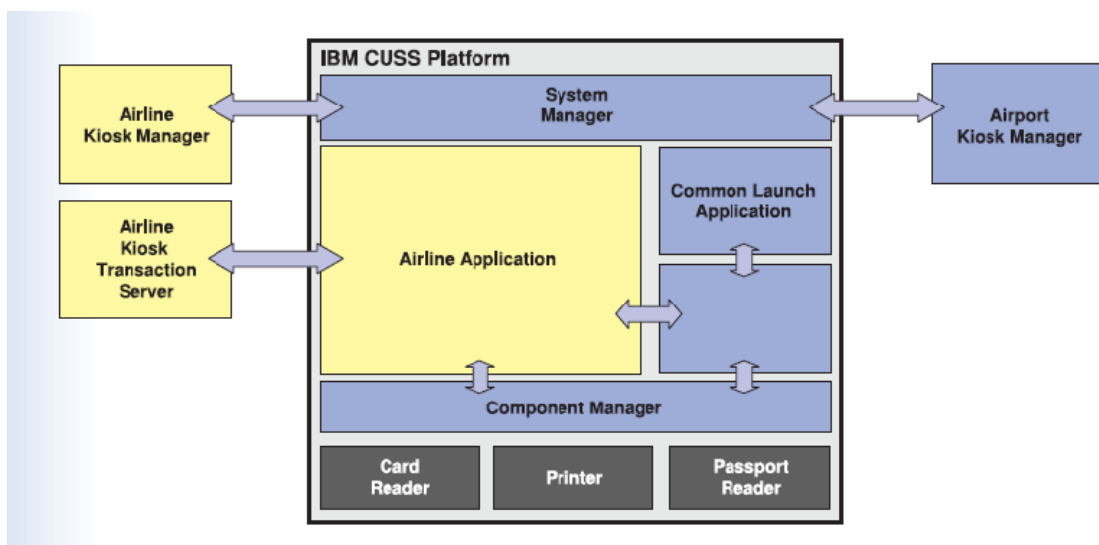 IBM CUSS Platform
System
Manager
Airline
Kiosk Manager
Airport
Kiosk Manager
Common Launch
Application
Airline
Kiosk
Transaction
Server
Airline Application
Component Manager
Card
Reader
Printer
Passport
Reader